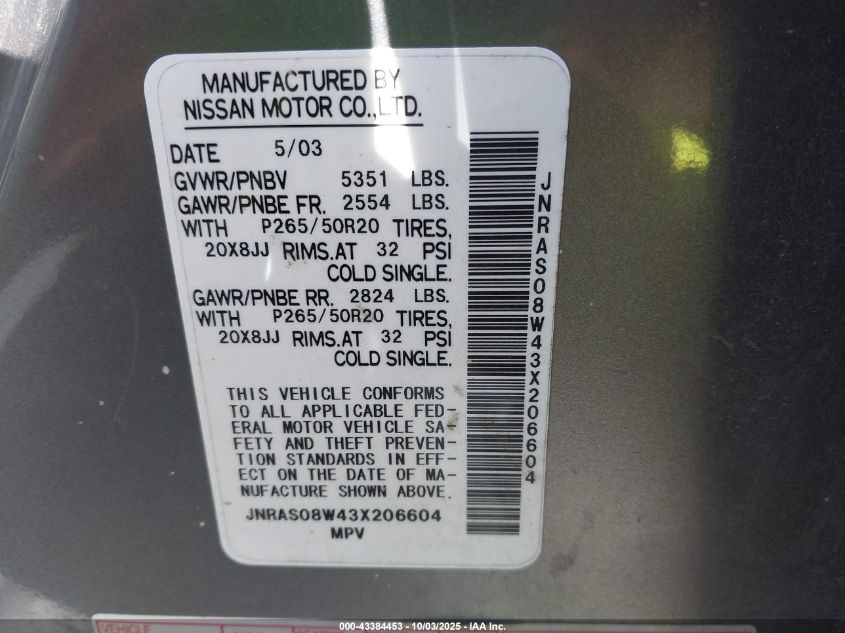 MANUFACTURED BY
NISSAN MOTOR CO.,LTD.
DATE 5/03
GVWR/PNBV 5351 LBS.
GAWR/PNBE FR. 2554 LBS.
WITH P265/50R20 TIRES,
20X8JJ RIMS.AT 32 PSI
COLD SINGLE.
GAWR/PNBE RR. 2824 LBS.
WITH P265/50R20 TIRES,
20X8JJ RIMS.AT 32 PSI
COLD SINGLE.
THIS VEHICLE CONFORMS
TO ALL APPLICABLE FED-
ERAL MOTOR VEHICLE SA-
FETY AND THEFT PREVEN-
TION STANDARDS IN EFF-
ECT ON THE DATE OF MA-
NUFACTURE SHOWN ABOVE.
JNRAS08W43X206604
MPV
JNRAS08W43X206604
VEHICLE
000-43384453 - 10/03/2025 - IAA Inc.